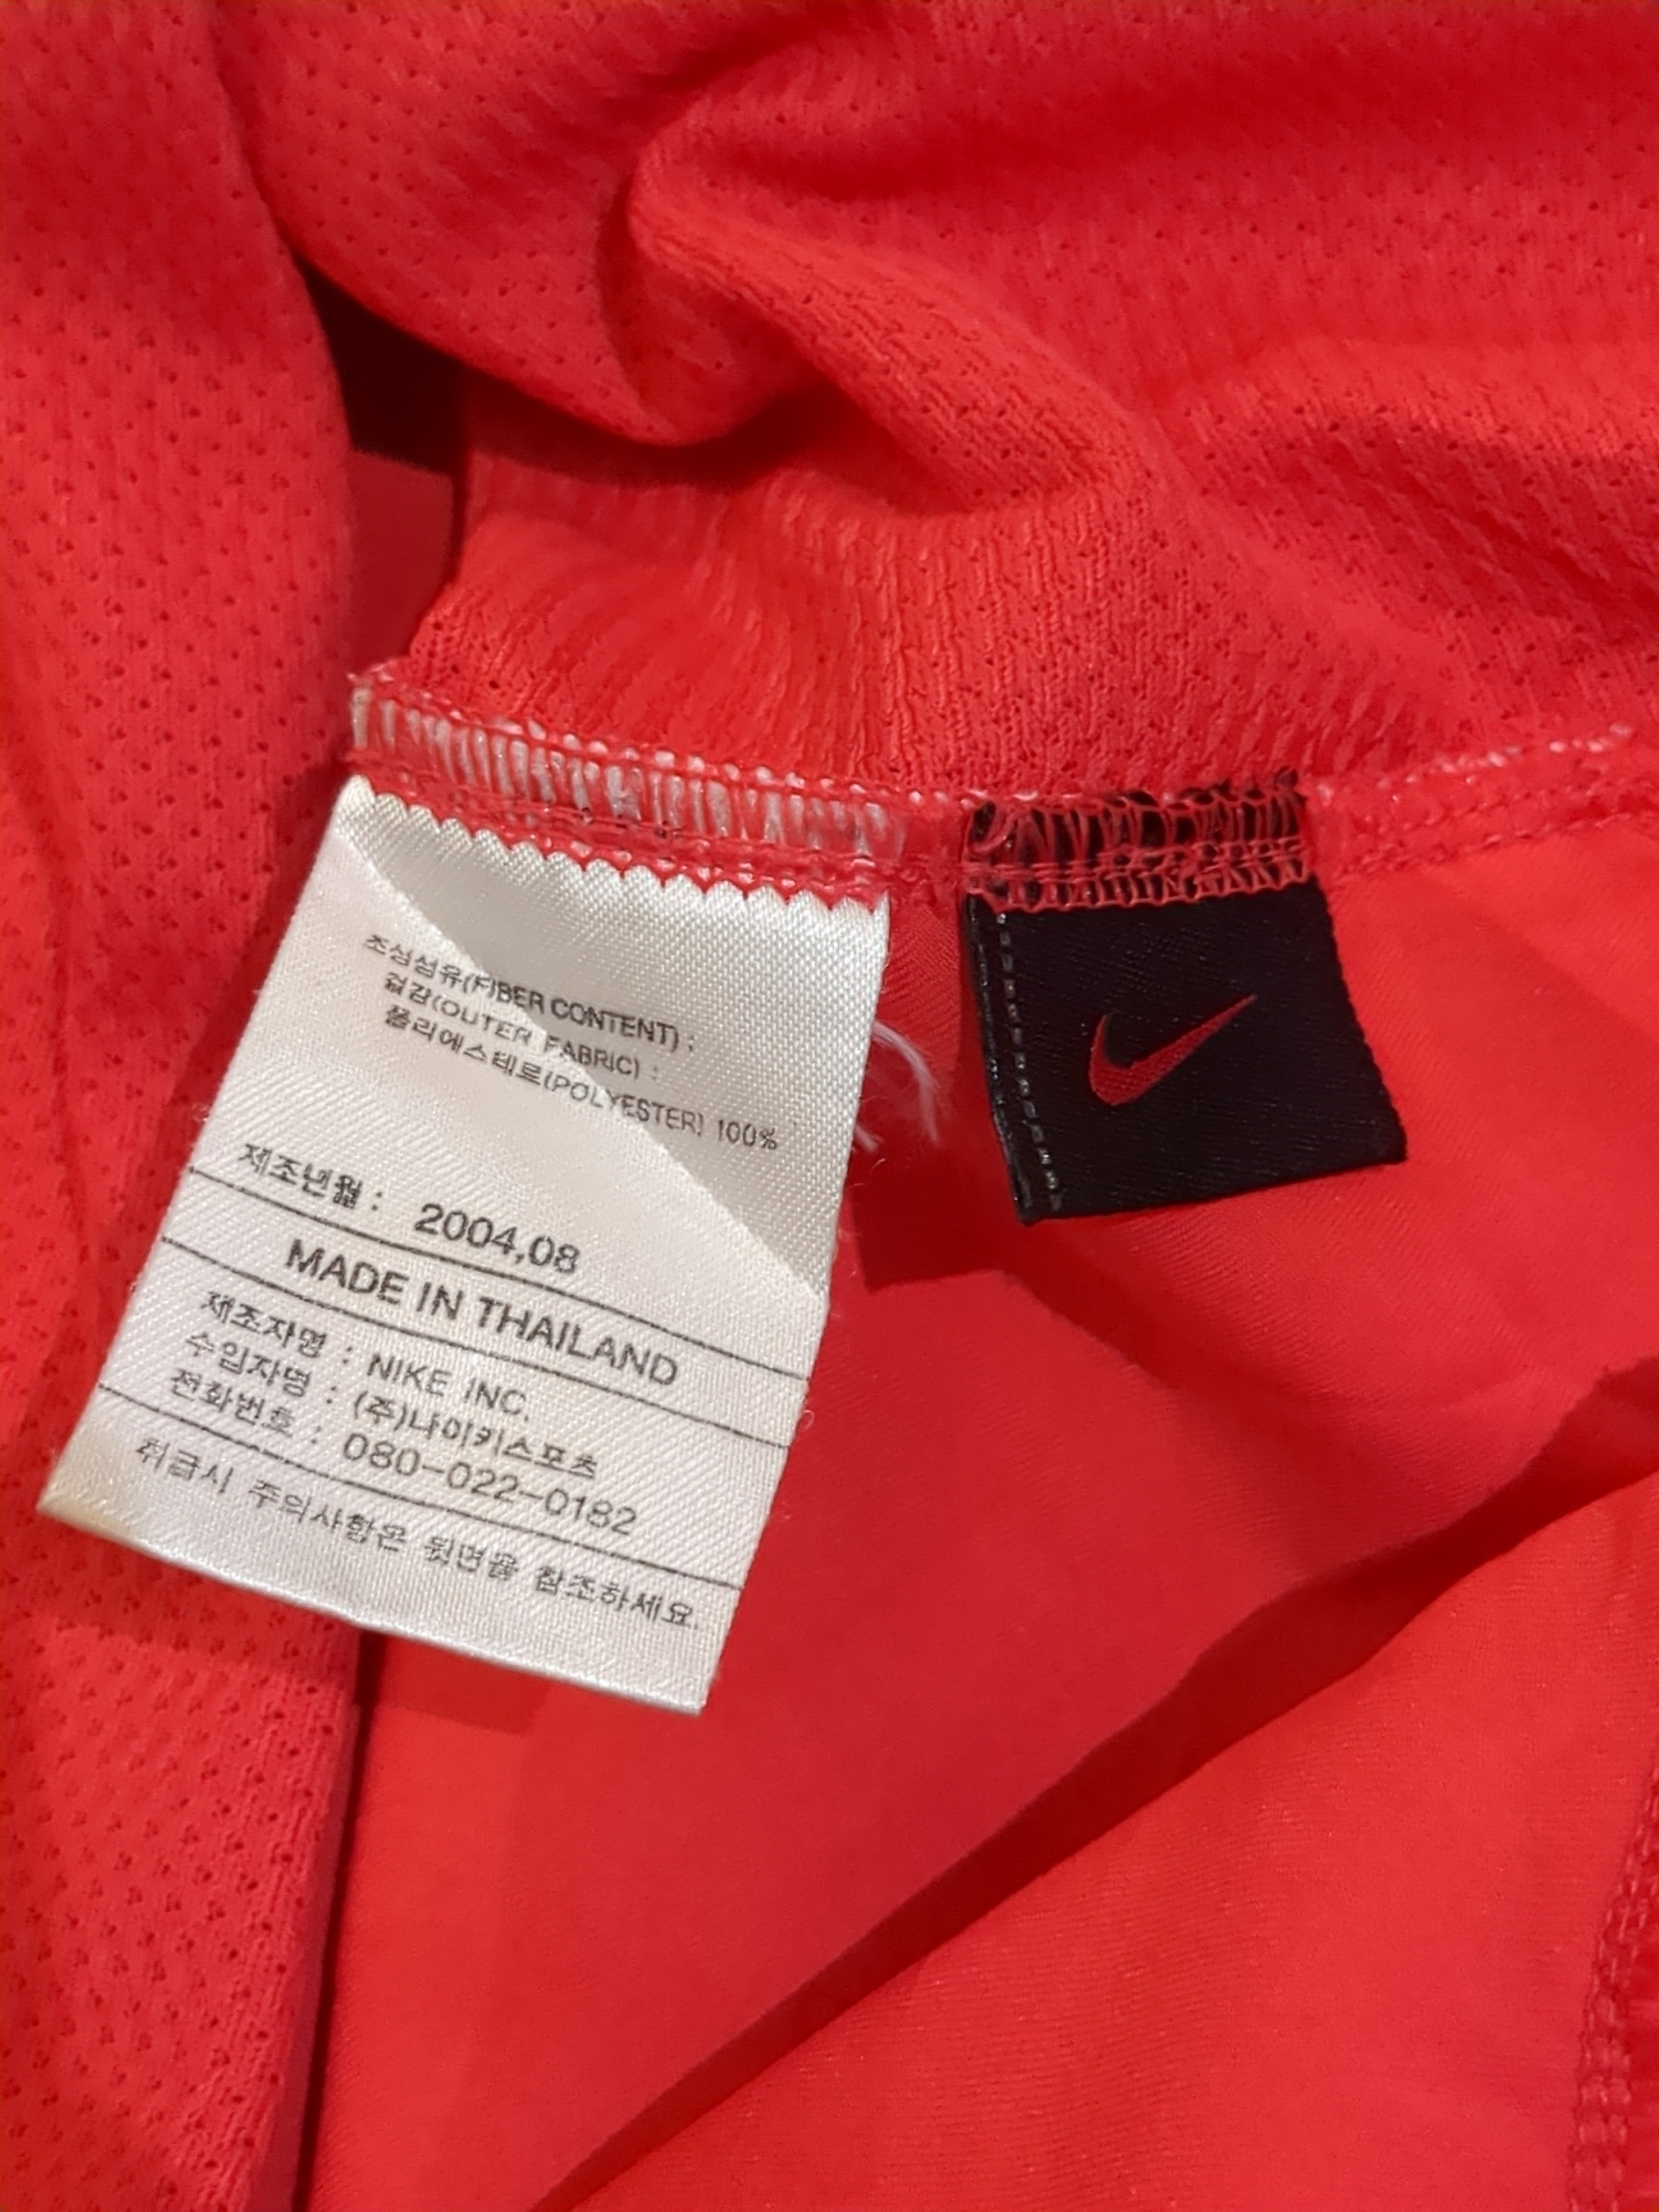 조성섬유(FIBER CONTENT) :
겉감(OUTER FABRIC) :
폴리에스테르(POLYESTER) 100%
제조년월 : 2004,08
MADE IN THAILAND
제조자명 : NIKE INC.
수입자명 : (주)나이키스포츠
전화번호 : 080-022-0182
취급시 주의사항은 뒷면을 참조하세요.